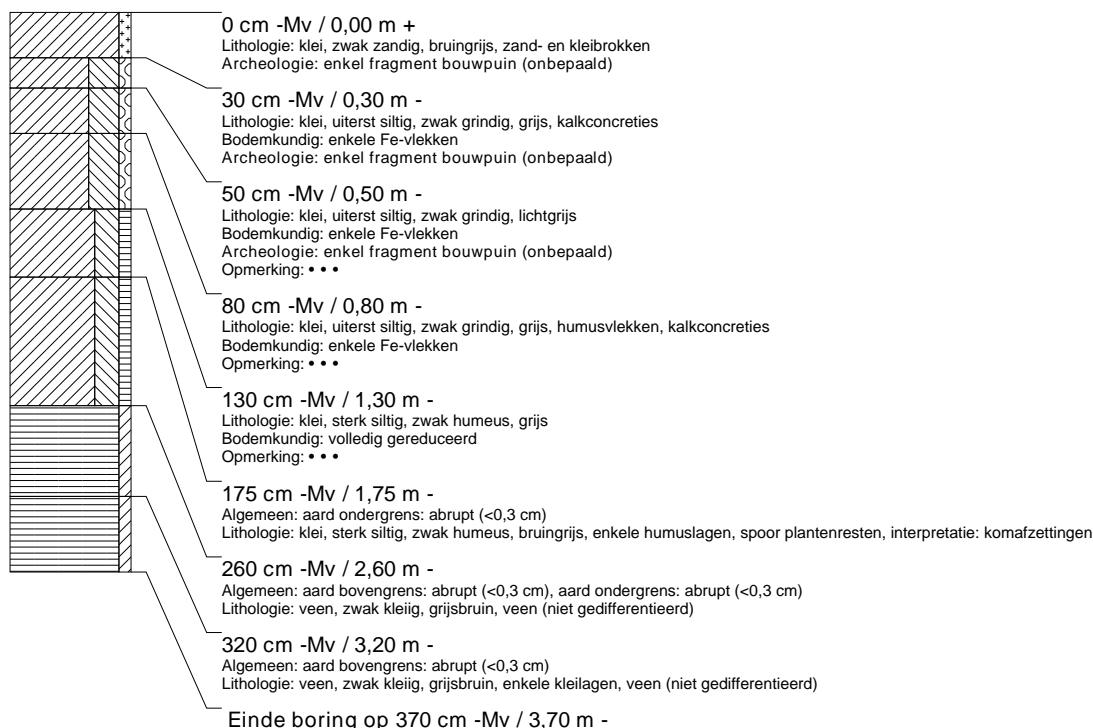 0 cm -Mv / 0,00 m +
Lithologie: klei, zwak zandig, bruingrijs, zand- en kleibrokken
Archeologie: enkel fragment bouwpuin (onbepaald)
30 cm -Mv / 0,30 m -
Lithologie: klei, uiterst siltig, zwak grindig, grijs, kalkconcreties
Bodemkundig: enkele Fe-vlekken
Archeologie: enkel fragment bouwpuin (onbepaald)
50 cm -Mv / 0,50 m -
Lithologie: klei, uiterst siltig, zwak grindig, lichtgrijs
Bodemkundig: enkele Fe-vlekken
Archeologie: enkel fragment bouwpuin (onbepaald)
Opmerking: • • •
80 cm -Mv / 0,80 m -
Lithologie: klei, uiterst siltig, zwak grindig, grijs, humusvlekken, kalkconcreties
Bodemkundig: enkele Fe-vlekken
Opmerking: • • •
130 cm -Mv / 1,30 m -
Lithologie: klei, sterk siltig, zwak humeus, grijs
Bodemkundig: volledig gereduceerd
Opmerking: • • •
175 cm -Mv / 1,75 m -
Algemeen: aard ondergrens: abrupt (<0,3 cm)
Lithologie: klei, sterk siltig, zwak humeus, bruingrijs, enkele humuslagen, spoor plantenresten, interpretatie: komafzettingen
260 cm -Mv / 2,60 m -
Algemeen: aard bovengrens: abrupt (<0,3 cm), aard ondergrens: abrupt (<0,3 cm)
Lithologie: veen, zwak kleiig, grijsbruin, veen (niet gedifferentieerd)
320 cm -Mv / 3,20 m -
Algemeen: aard bovengrens: abrupt (<0,3 cm)
Lithologie: veen, zwak kleiig, grijsbruin, enkele kleilagen, veen (niet gedifferentieerd)
Einde boring op 370 cm -Mv / 3,70 m -